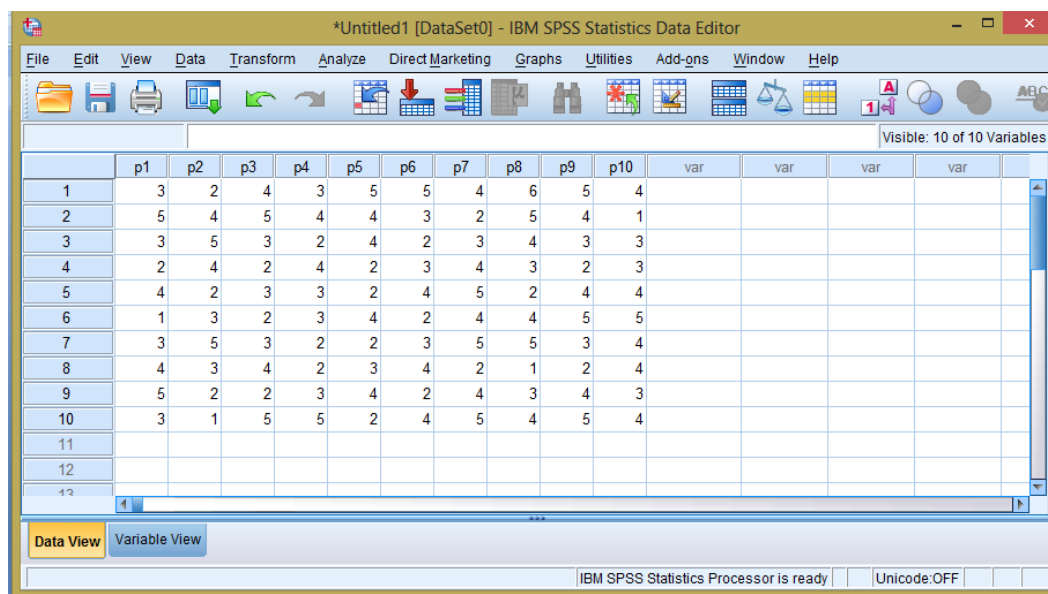 *Untitled1 [DataSet0] - IBM SPSS Statistics Data Editor
File Edit View Data Transform Analyze Direct Marketing Graphs Utilities Add-ons Window Help
Visible: 10 of 10 Variables
p1 p2 p3 p4 p5 p6 p7 p8 p9 p10 var var var var
1 3 2 4 3 5 5 4 6 5 4
2 5 4 5 4 4 3 2 5 4 1
3 3 5 3 2 4 2 3 4 3 3
4 2 4 2 4 2 3 4 3 2 3
5 4 2 3 3 2 4 5 2 4 4
6 1 3 2 3 4 2 4 4 5 5
7 3 5 3 2 2 3 5 5 3 4
8 4 3 4 2 3 4 2 1 2 4
9 5 2 2 3 4 2 4 3 4 3
10 3 1 5 5 2 4 5 4 5 4
11
12
13
Data View Variable View
IBM SPSS Statistics Processor is ready Unicode:OFF